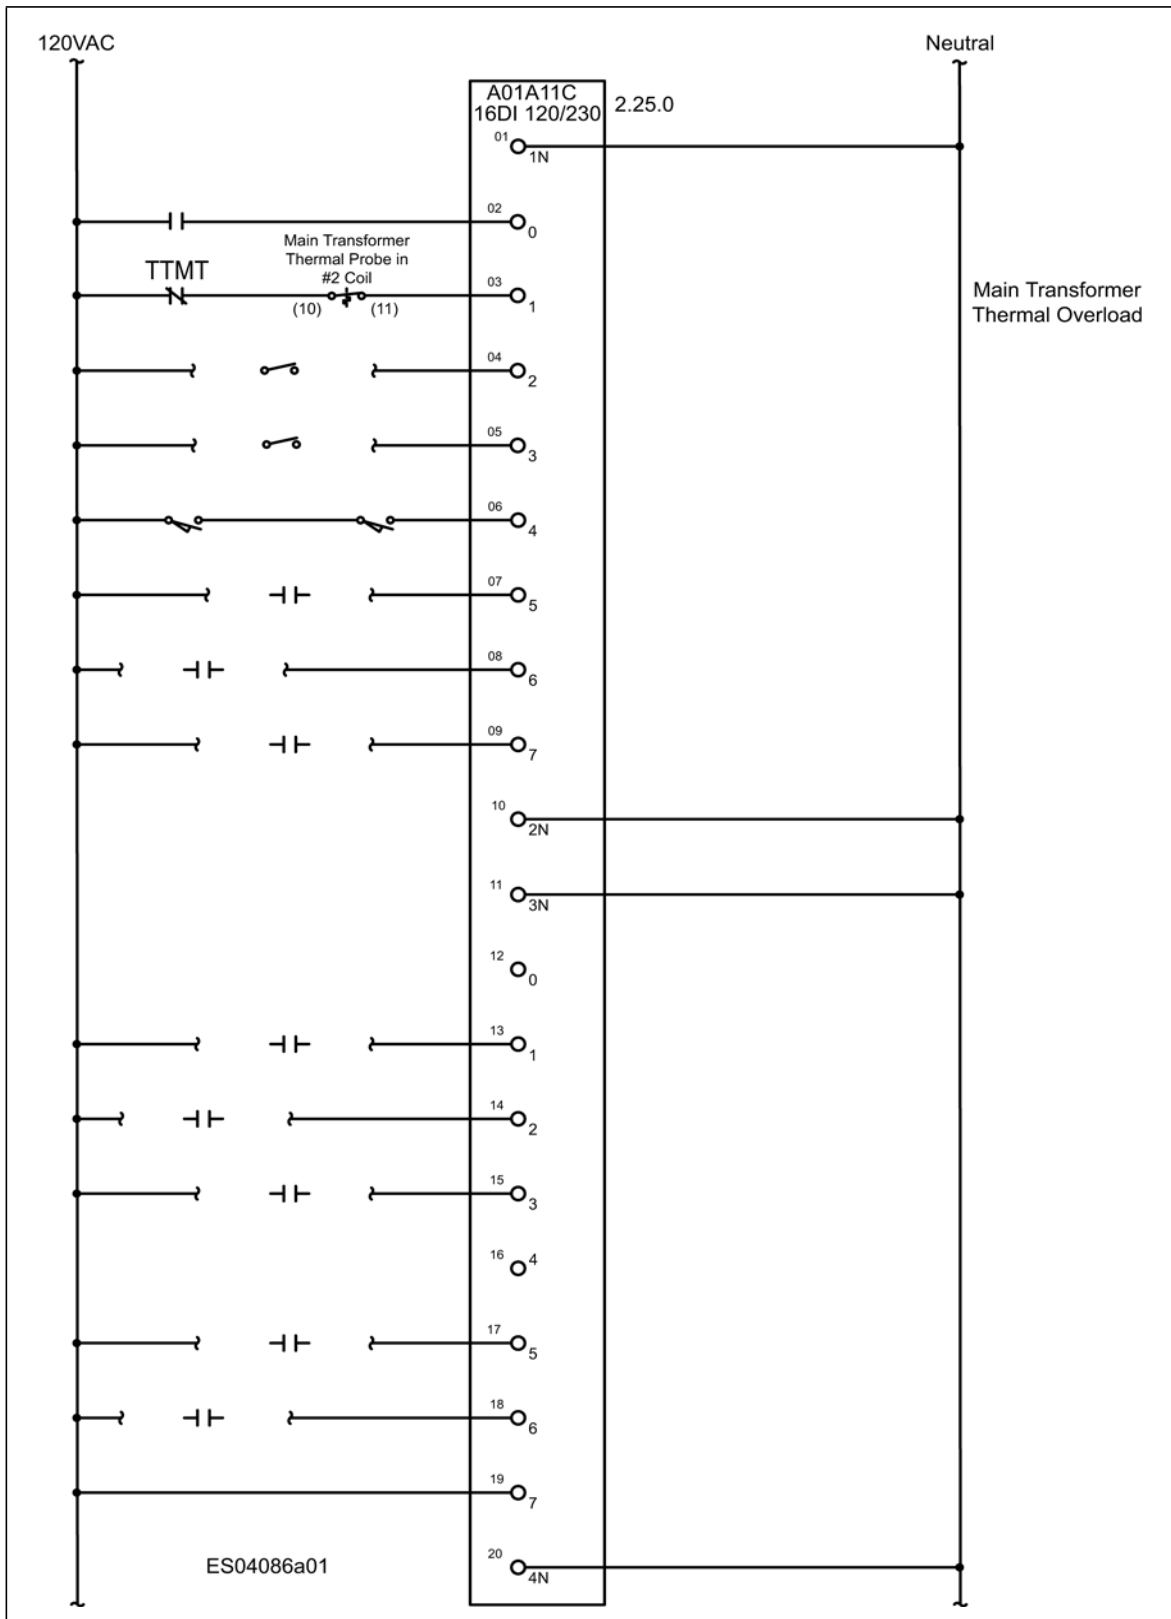 120VAC
Neutral
A01A11C
16DI 120/230
2.25.0
01
1N
02
0
Main Transformer
Thermal Probe in
#2 Coil
TTMT
(10)
(11)
03
1
Main Transformer
Thermal Overload
04
2
05
3
06
4
07
5
08
6
09
7
10
2N
11
3N
12
0
13
1
14
2
15
3
16
4
17
5
18
6
19
7
ES04086a01
20
4N